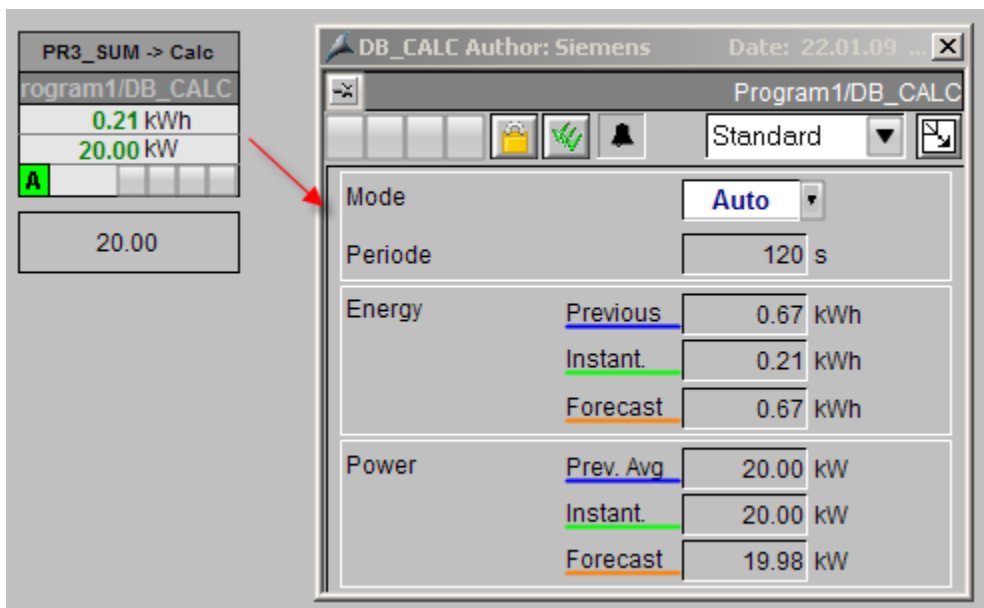 PR3_SUM -> Calc
rogram1/DB_CALC
0.21 kWh
20.00 kW
A
20.00
DB_CALC Author: Siemens Date: 22.01.09 ...
Program1/DB_CALC
Standard
Mode Auto
Periode 120 s
Energy Previous 0.67 kWh
Instant. 0.21 kWh
Forecast 0.67 kWh
Power Prev. Avg 20.00 kW
Instant. 20.00 kW
Forecast 19.98 kW